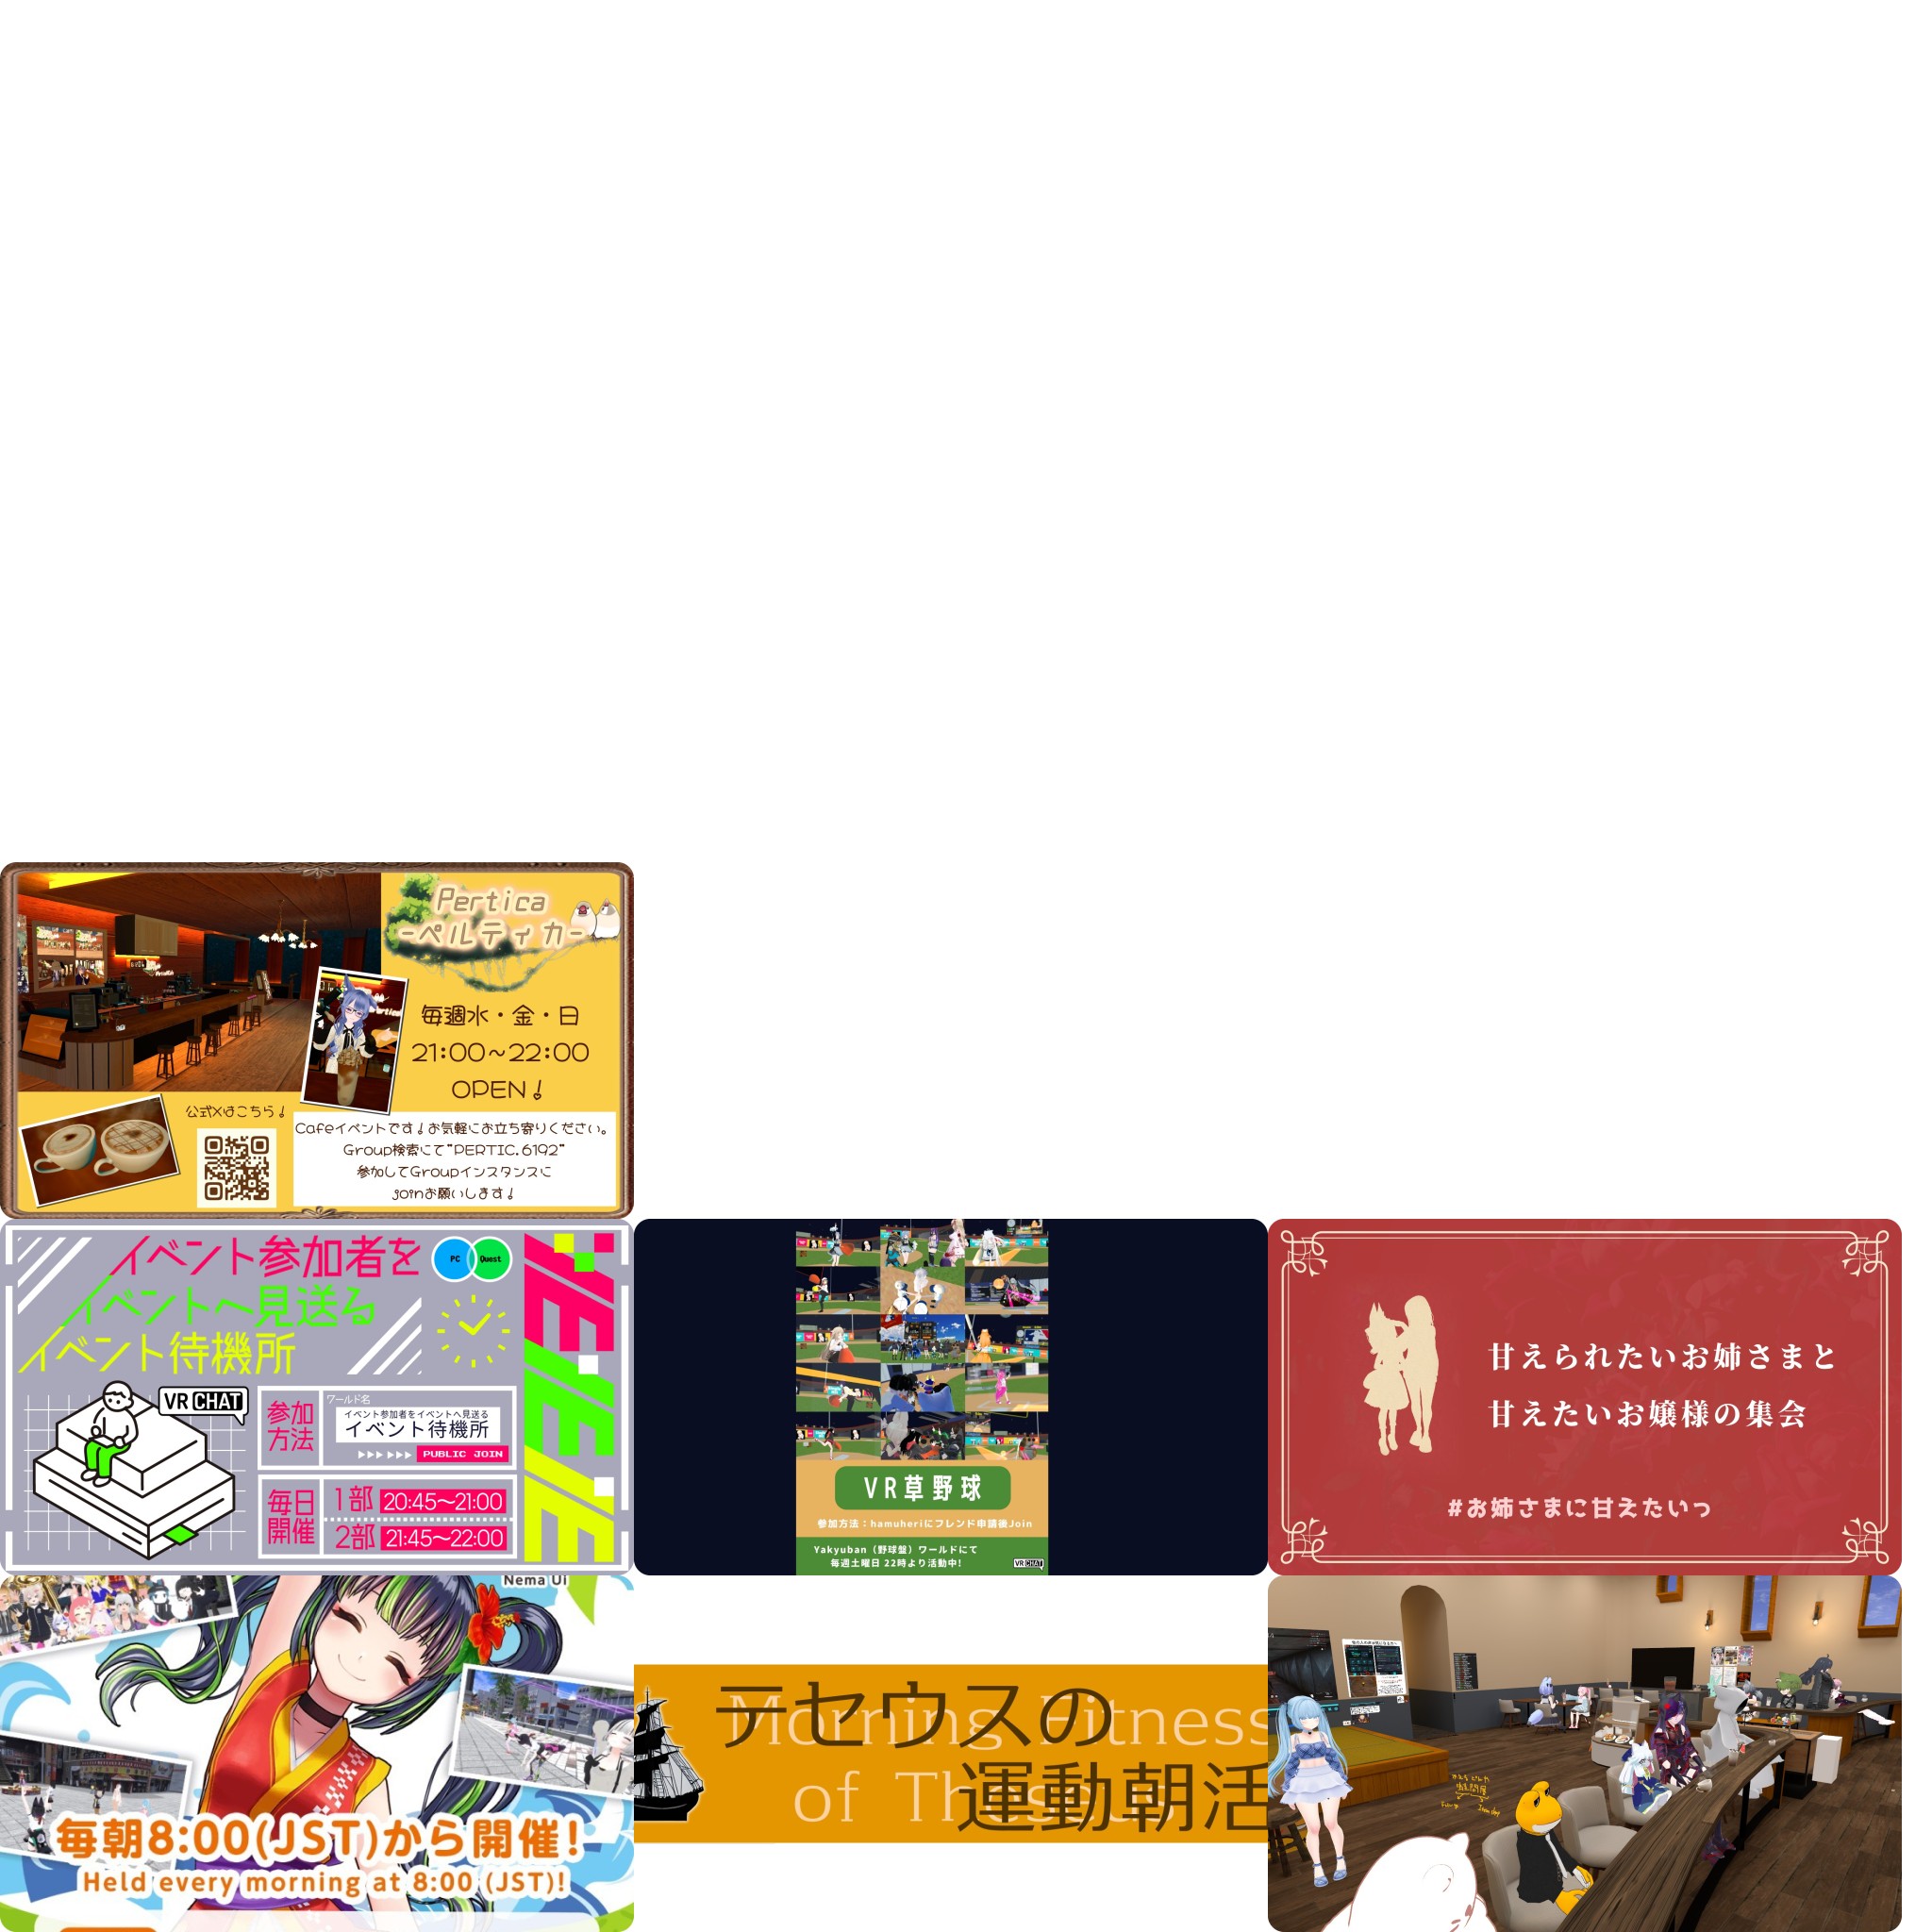 Pertica
-ペルティカ-
毎週水・金・日
21:00~22:00
OPEN!
公式Xはこちら!
Cafeイベントです!お気軽にお立ち寄りください。
Group検索にて"PERTIC.6192"
参加してGroupインスタンスに
joinお願いします!
イベント参加者を
イベントへ見送る
イベント待機所
PC
Quest
VRCHAT
参加
方法
ワールド名
イベント参加者をイベントへ見送る
イベント待機所
PUBLIC JOIN
毎日
開催
1部 20:45~21:00
2部 21:45~22:00
VR草野球
参加方法:hamuheriにフレンド申請後Join
Yakyuban(野球盤)ワールドにて
毎週土曜日 22時より活動中!
VRCHAT
甘えられたいお姉さまと
甘えたいお嬢様の集会
#お姉さまに甘えたいっ
Nema Ui
毎朝8:00(JST)から開催!
Held every morning at 8:00 (JST)!
テセウスの
運動朝活
Morning Fitness
of Theseus